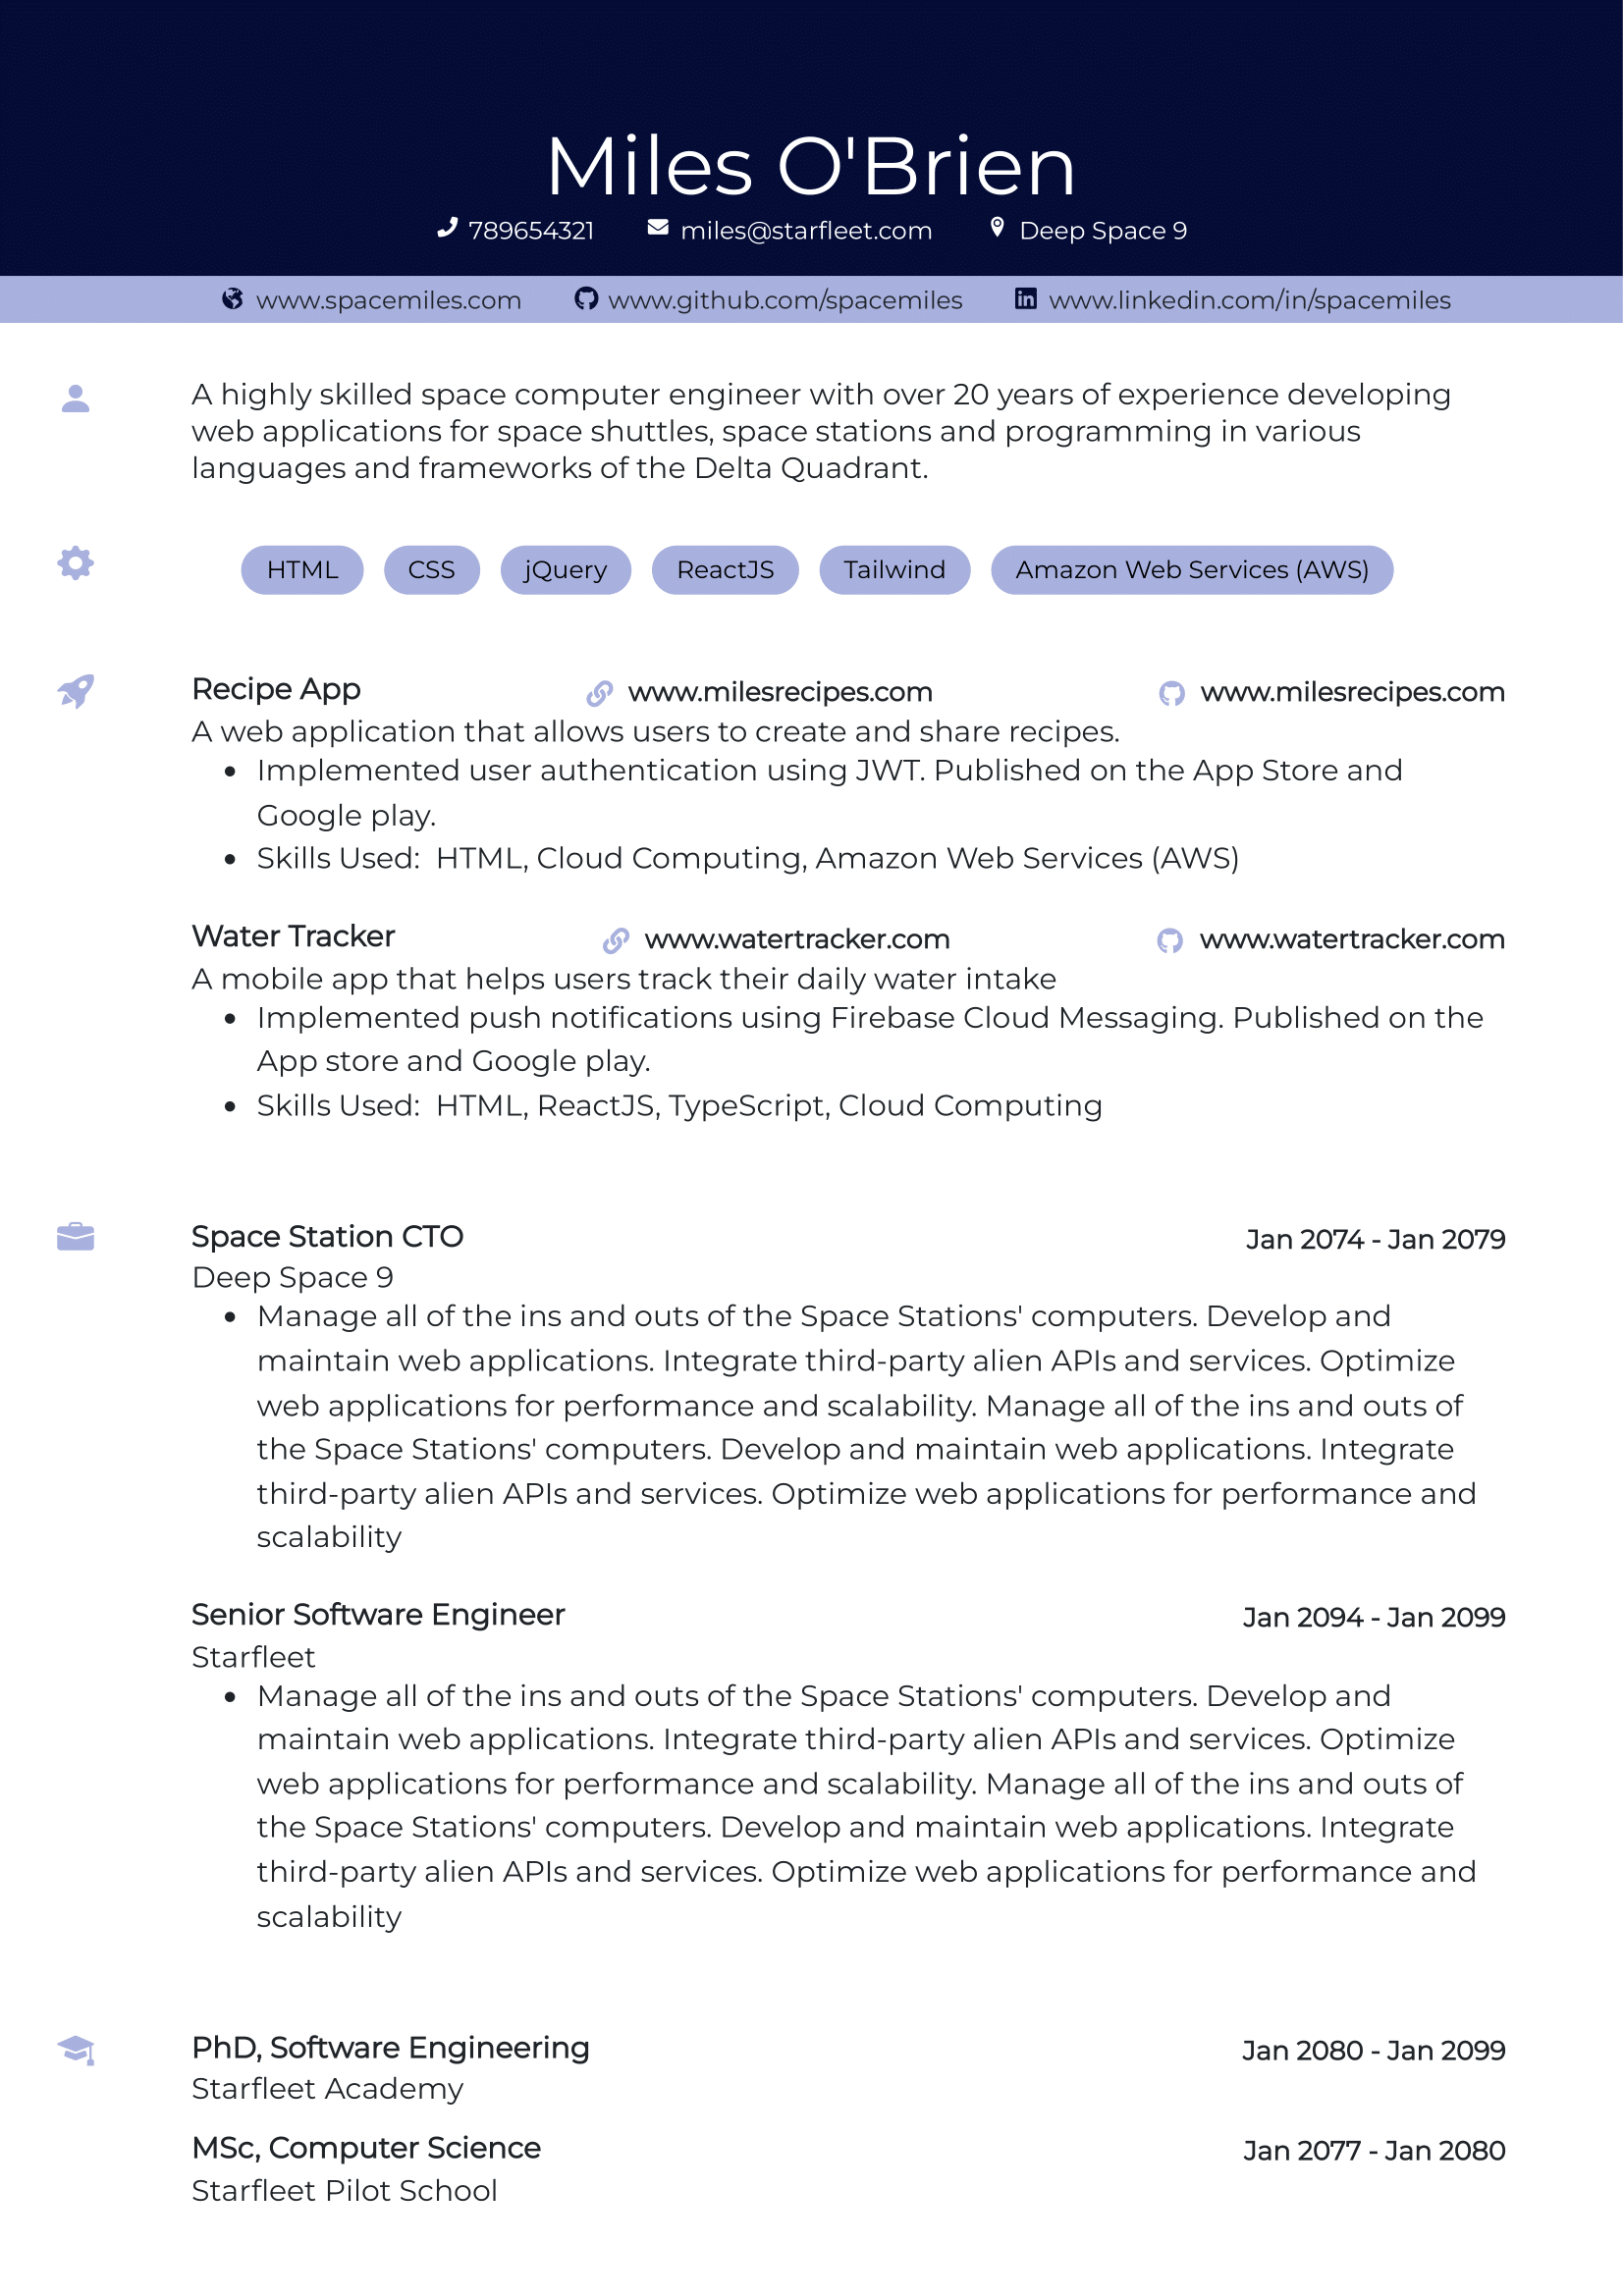 Miles O'Brien
789654321 miles@starfleet.com Deep Space 9
www.spacemiles.com www.github.com/spacemiles www.linkedin.com/in/spacemiles
A highly skilled space computer engineer with over 20 years of experience developing
web applications for space shuttles, space stations and programming in various
languages and frameworks of the Delta Quadrant.
HTML CSS jQuery ReactJS Tailwind Amazon Web Services (AWS)
Recipe App www.milesrecipes.com www.milesrecipes.com
A web application that allows users to create and share recipes.
• Implemented user authentication using JWT. Published on the App Store and
Google play.
• Skills Used: HTML, Cloud Computing, Amazon Web Services (AWS)
Water Tracker www.watertracker.com www.watertracker.com
A mobile app that helps users track their daily water intake
• Implemented push notifications using Firebase Cloud Messaging. Published on the
App store and Google play.
• Skills Used: HTML, ReactJS, TypeScript, Cloud Computing
Space Station CTO Jan 2074 - Jan 2079
Deep Space 9
• Manage all of the ins and outs of the Space Stations' computers. Develop and
maintain web applications. Integrate third-party alien APIs and services. Optimize
web applications for performance and scalability. Manage all of the ins and outs of
the Space Stations' computers. Develop and maintain web applications. Integrate
third-party alien APIs and services. Optimize web applications for performance and
scalability
Senior Software Engineer Jan 2094 - Jan 2099
Starfleet
• Manage all of the ins and outs of the Space Stations' computers. Develop and
maintain web applications. Integrate third-party alien APIs and services. Optimize
web applications for performance and scalability. Manage all of the ins and outs of
the Space Stations' computers. Develop and maintain web applications. Integrate
third-party alien APIs and services. Optimize web applications for performance and
scalability
PhD, Software Engineering Jan 2080 - Jan 2099
Starfleet Academy
MSc, Computer Science Jan 2077 - Jan 2080
Starfleet Pilot School